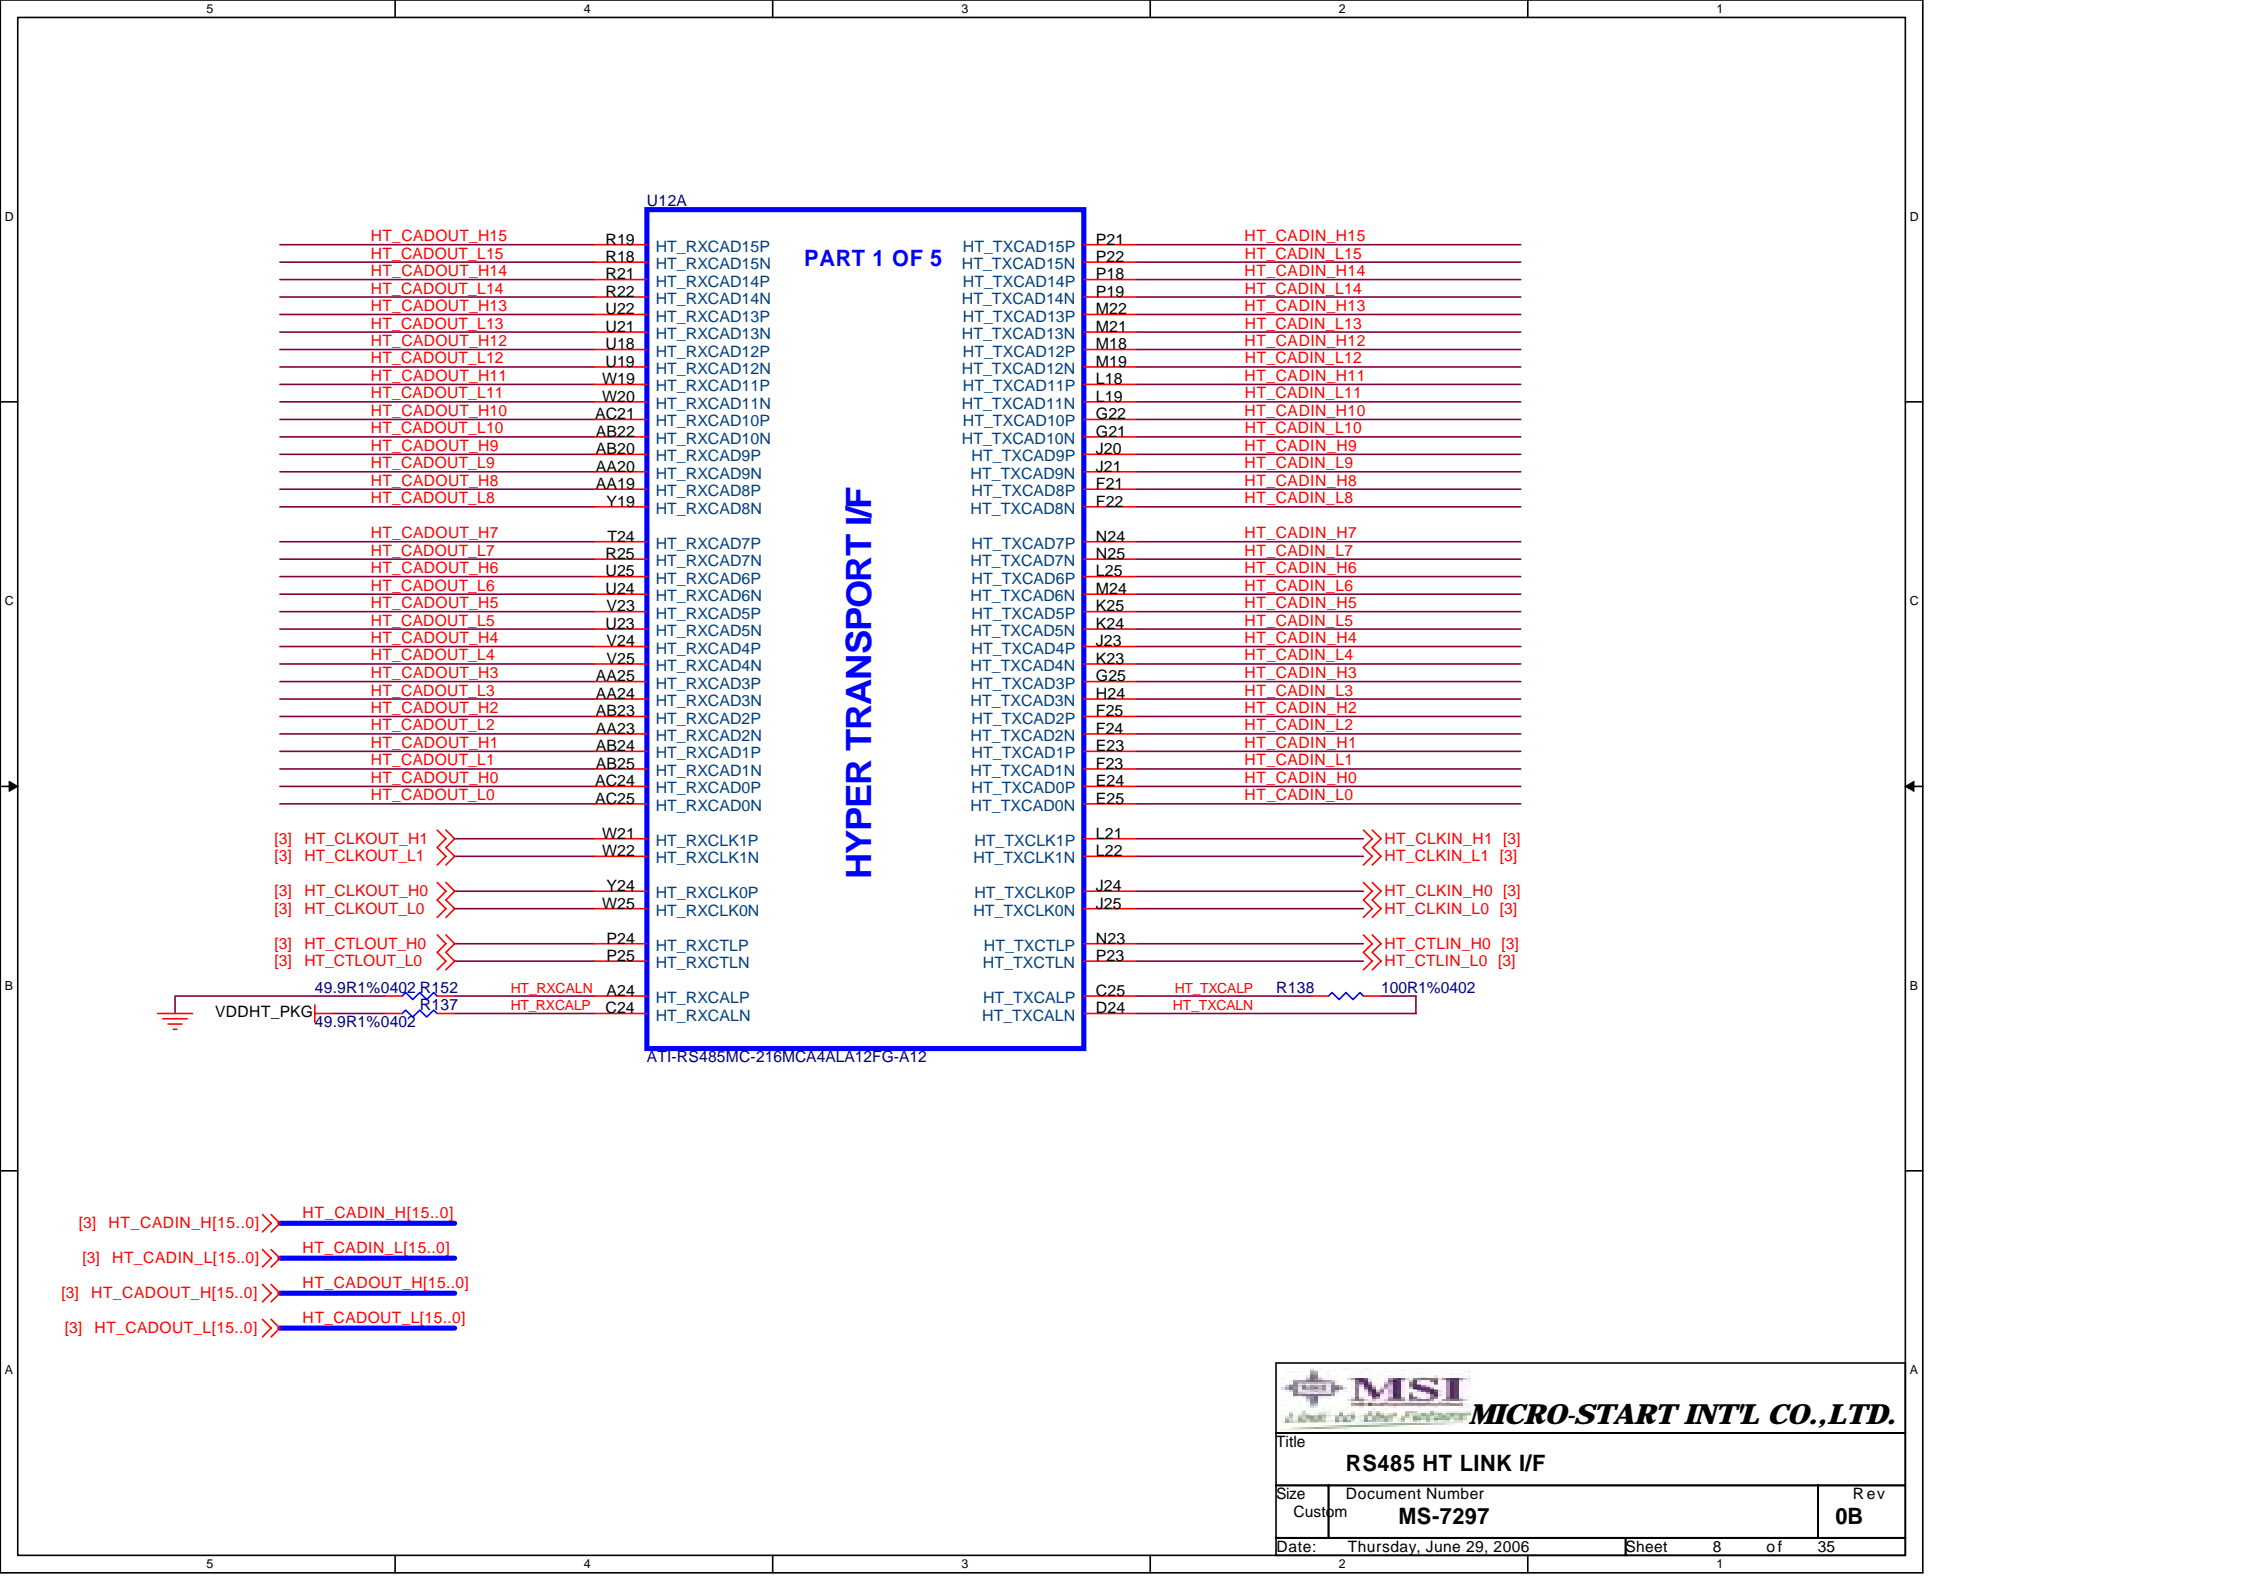 5 4 3 2 1
U12A
PART 1 OF 5
HYPER TRANSPORT I/F
HT_CADOUT_H15 R19 HT_RXCAD15P HT_TXCAD15P P21 HT_CADIN_H15
HT_CADOUT_L15 R18 HT_RXCAD15N HT_TXCAD15N P22 HT_CADIN_L15
HT_CADOUT_H14 R21 HT_RXCAD14P HT_TXCAD14P P18 HT_CADIN_H14
HT_CADOUT_L14 R22 HT_RXCAD14N HT_TXCAD14N P19 HT_CADIN_L14
HT_CADOUT_H13 U22 HT_RXCAD13P HT_TXCAD13P M22 HT_CADIN_H13
HT_CADOUT_L13 U21 HT_RXCAD13N HT_TXCAD13N M21 HT_CADIN_L13
HT_CADOUT_H12 U18 HT_RXCAD12P HT_TXCAD12P M18 HT_CADIN_H12
HT_CADOUT_L12 U19 HT_RXCAD12N HT_TXCAD12N M19 HT_CADIN_L12
HT_CADOUT_H11 W19 HT_RXCAD11P HT_TXCAD11P L18 HT_CADIN_H11
HT_CADOUT_L11 W20 HT_RXCAD11N HT_TXCAD11N L19 HT_CADIN_L11
HT_CADOUT_H10 AC21 HT_RXCAD10P HT_TXCAD10P G22 HT_CADIN_H10
HT_CADOUT_L10 AB22 HT_RXCAD10N HT_TXCAD10N G21 HT_CADIN_L10
HT_CADOUT_H9 AB20 HT_RXCAD9P HT_TXCAD9P J20 HT_CADIN_H9
HT_CADOUT_L9 AA20 HT_RXCAD9N HT_TXCAD9N J21 HT_CADIN_L9
HT_CADOUT_H8 AA19 HT_RXCAD8P HT_TXCAD8P F21 HT_CADIN_H8
HT_CADOUT_L8 Y19 HT_RXCAD8N HT_TXCAD8N F22 HT_CADIN_L8
HT_CADOUT_H7 T24 HT_RXCAD7P HT_TXCAD7P N24 HT_CADIN_H7
HT_CADOUT_L7 R25 HT_RXCAD7N HT_TXCAD7N N25 HT_CADIN_L7
HT_CADOUT_H6 U25 HT_RXCAD6P HT_TXCAD6P L25 HT_CADIN_H6
HT_CADOUT_L6 U24 HT_RXCAD6N HT_TXCAD6N M24 HT_CADIN_L6
HT_CADOUT_H5 V23 HT_RXCAD5P HT_TXCAD5P K25 HT_CADIN_H5
HT_CADOUT_L5 U23 HT_RXCAD5N HT_TXCAD5N K24 HT_CADIN_L5
HT_CADOUT_H4 V24 HT_RXCAD4P HT_TXCAD4P J23 HT_CADIN_H4
HT_CADOUT_L4 V25 HT_RXCAD4N HT_TXCAD4N K23 HT_CADIN_L4
HT_CADOUT_H3 AA25 HT_RXCAD3P HT_TXCAD3P G25 HT_CADIN_H3
HT_CADOUT_L3 AA24 HT_RXCAD3N HT_TXCAD3N H24 HT_CADIN_L3
HT_CADOUT_H2 AB23 HT_RXCAD2P HT_TXCAD2P F25 HT_CADIN_H2
HT_CADOUT_L2 AA23 HT_RXCAD2N HT_TXCAD2N F24 HT_CADIN_L2
HT_CADOUT_H1 AB24 HT_RXCAD1P HT_TXCAD1P E23 HT_CADIN_H1
HT_CADOUT_L1 AB25 HT_RXCAD1N HT_TXCAD1N F23 HT_CADIN_L1
HT_CADOUT_H0 AC24 HT_RXCAD0P HT_TXCAD0P E24 HT_CADIN_H0
HT_CADOUT_L0 AC25 HT_RXCAD0N HT_TXCAD0N E25 HT_CADIN_L0
[3] HT_CLKOUT_H1 W21 HT_RXCLK1P HT_TXCLK1P L21 HT_CLKIN_H1 [3]
[3] HT_CLKOUT_L1 W22 HT_RXCLK1N HT_TXCLK1N L22 HT_CLKIN_L1 [3]
[3] HT_CLKOUT_H0 Y24 HT_RXCLK0P HT_TXCLK0P J24 HT_CLKIN_H0 [3]
[3] HT_CLKOUT_L0 W25 HT_RXCLK0N HT_TXCLK0N J25 HT_CLKIN_L0 [3]
[3] HT_CTLOUT_H0 P24 HT_RXCTLP HT_TXCTLP N23 HT_CTLIN_H0 [3]
[3] HT_CTLOUT_L0 P25 HT_RXCTLN HT_TXCTLN P23 HT_CTLIN_L0 [3]
49.9R1%0402 R152 HT_RXCALN A24 HT_RXCALP HT_TXCALP C25 HT_TXCALP R138 100R1%0402
VDDHT_PKG R137 HT_RXCALP C24 HT_RXCALN HT_TXCALN D24 HT_TXCALN
49.9R1%0402
ATI-RS485MC-216MCA4ALA12FG-A12
[3] HT_CADIN_H[15..0] HT_CADIN_H[15..0]
[3] HT_CADIN_L[15..0] HT_CADIN_L[15..0]
[3] HT_CADOUT_H[15..0] HT_CADOUT_H[15..0]
[3] HT_CADOUT_L[15..0] HT_CADOUT_L[15..0]
D D
C C
B B
A A
MSI
Link to the Future
MICRO-START INT'L CO.,LTD.
Title
RS485 HT LINK I/F
Size Document Number Rev
Custom MS-7297 0B
Date: Thursday, June 29, 2006 Sheet 8 of 35
5 4 3 2 1